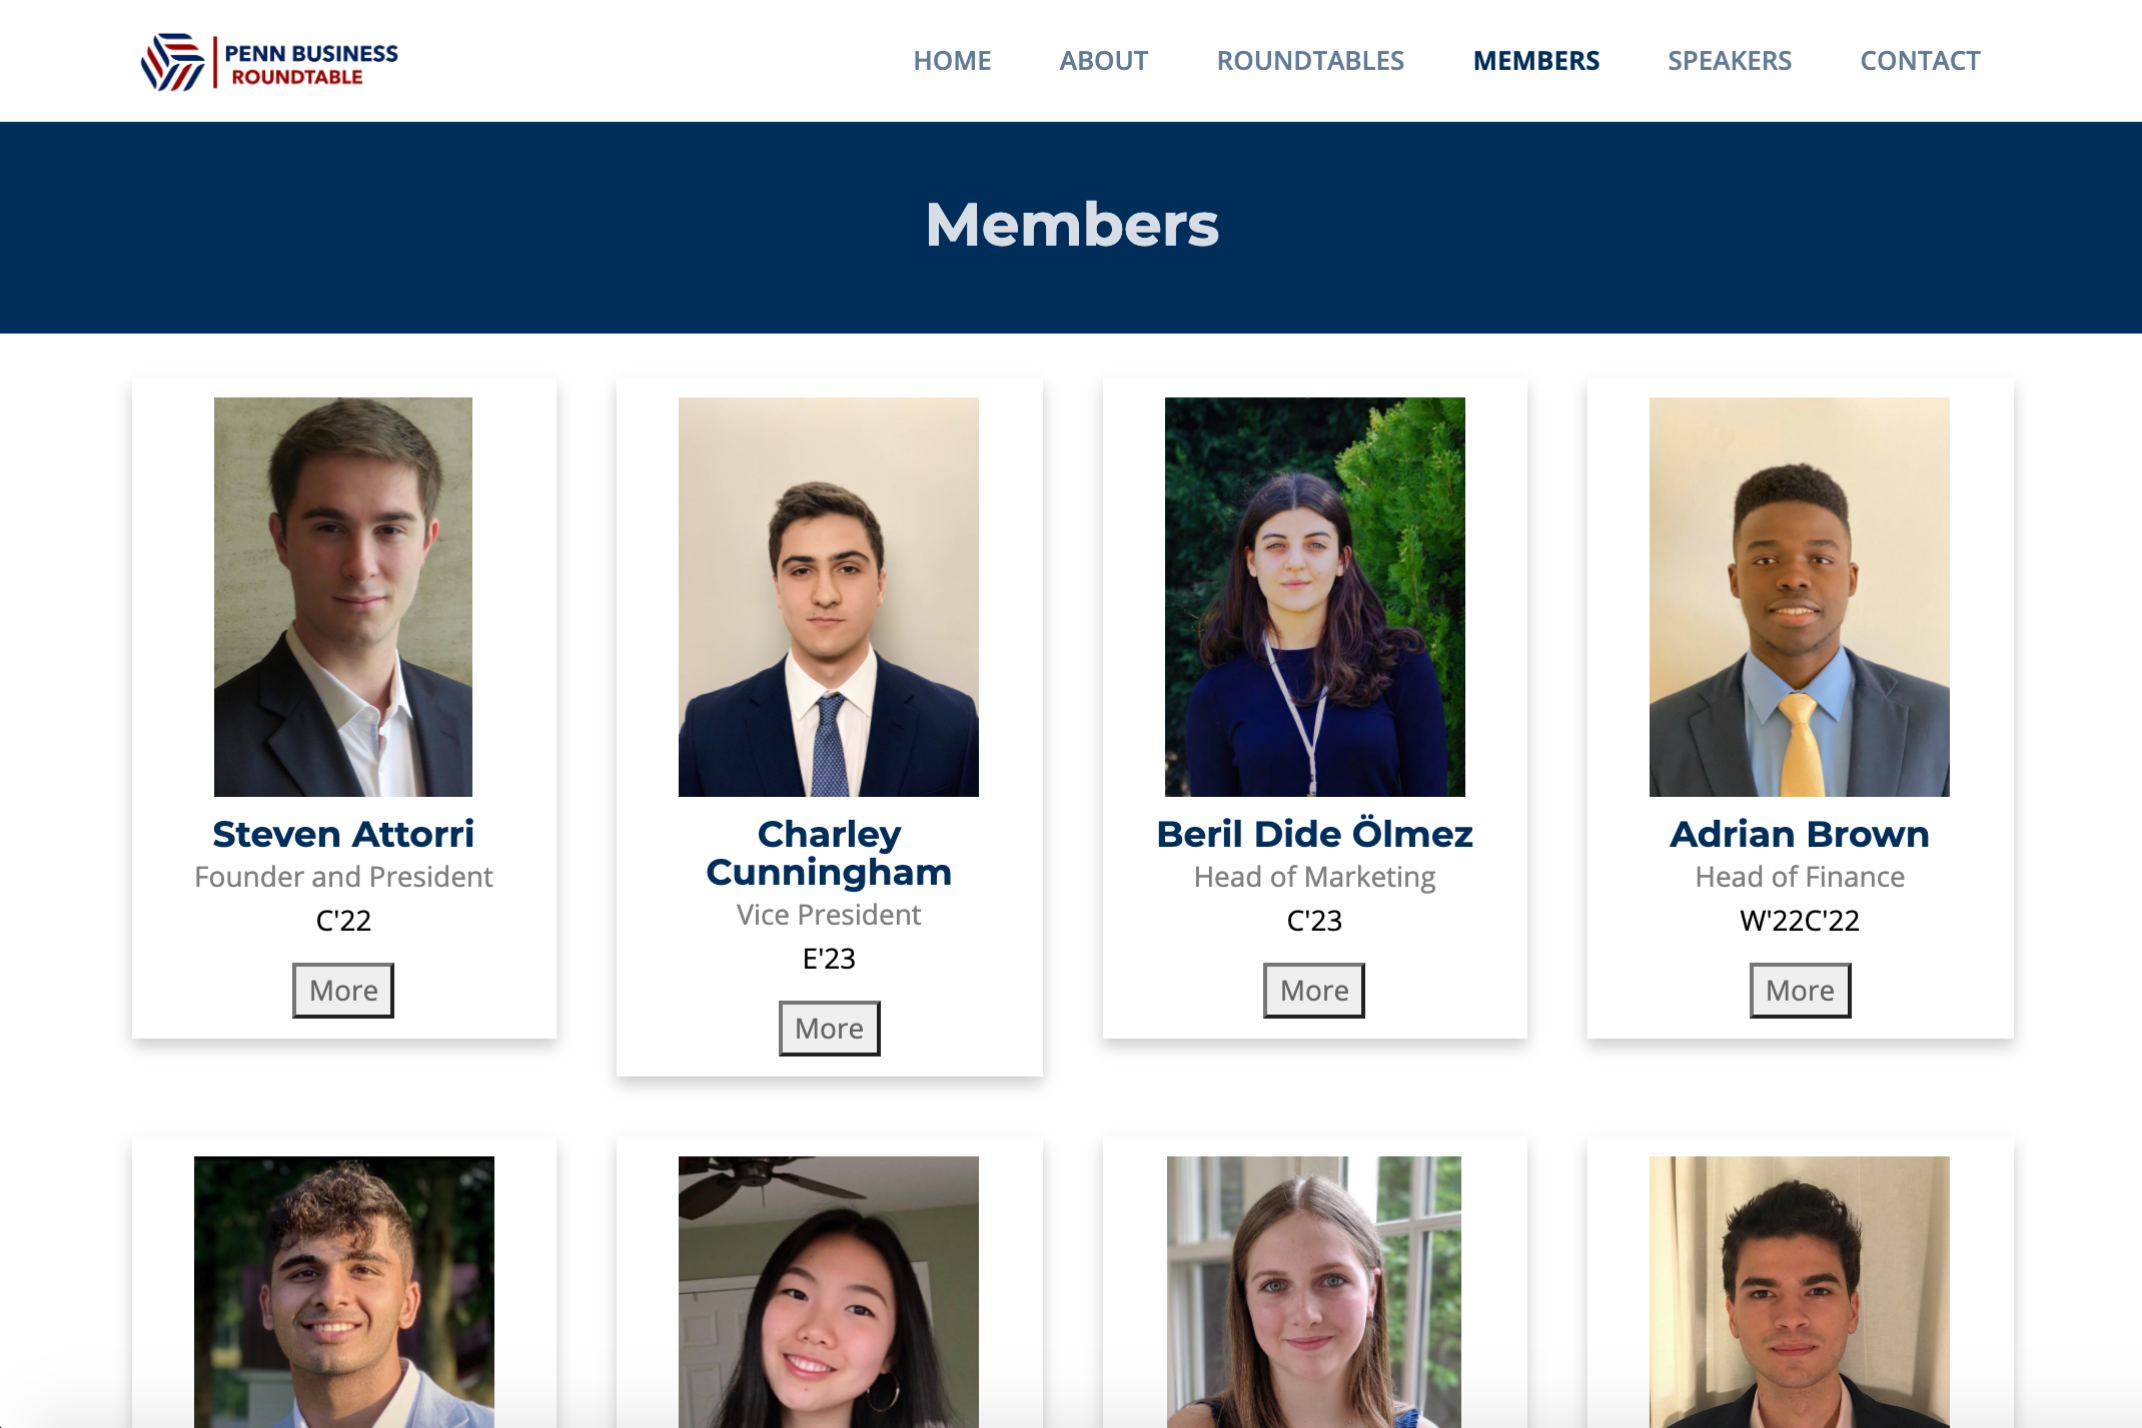 PENN BUSINESS
ROUNDTABLE
HOME ABOUT ROUNDTABLES MEMBERS SPEAKERS CONTACT
Members
Steven Attorri
Founder and President
C'22
More
Charley
Cunningham
Vice President
E'23
More
Beril Dide Ölmez
Head of Marketing
C'23
More
Adrian Brown
Head of Finance
W'22C'22
More